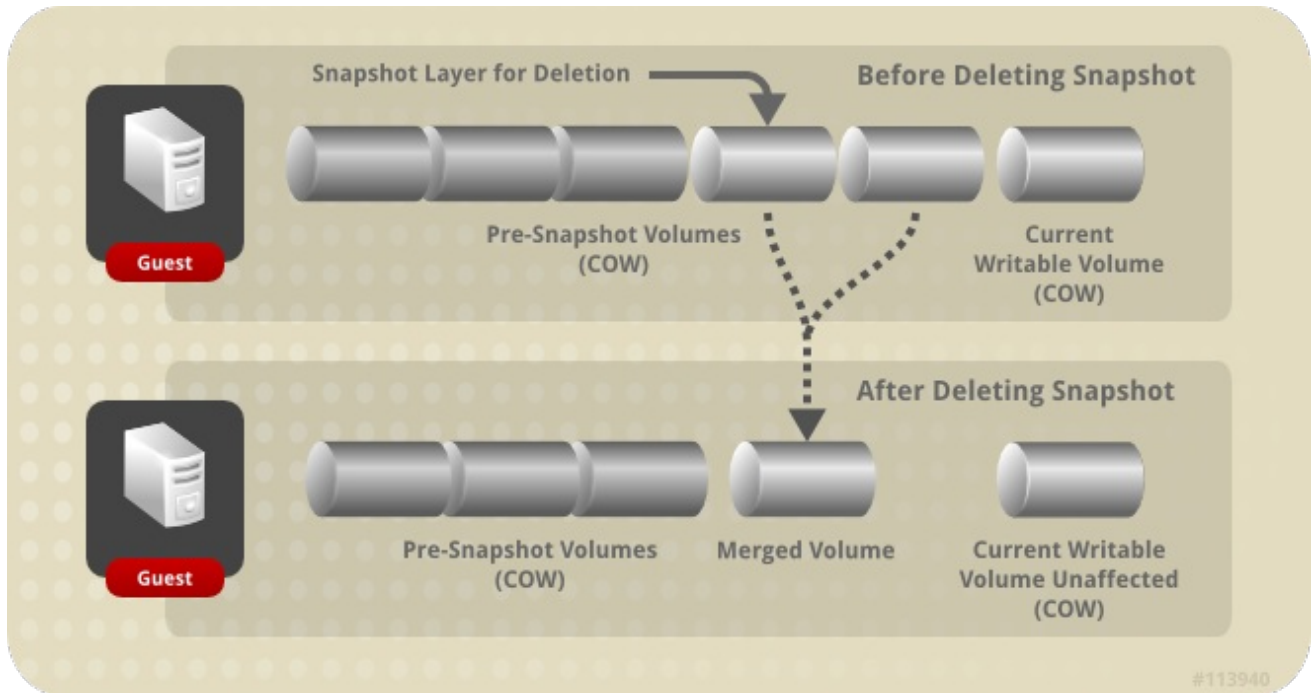 Snapshot Layer for Deletion
Before Deleting Snapshot
Guest
Pre-Snapshot Volumes
(COW)
Current
Writable Volume
(COW)
After Deleting Snapshot
Guest
Pre-Snapshot Volumes
(COW)
Merged Volume
Current Writable
Volume Unaffected
(COW)
#113940